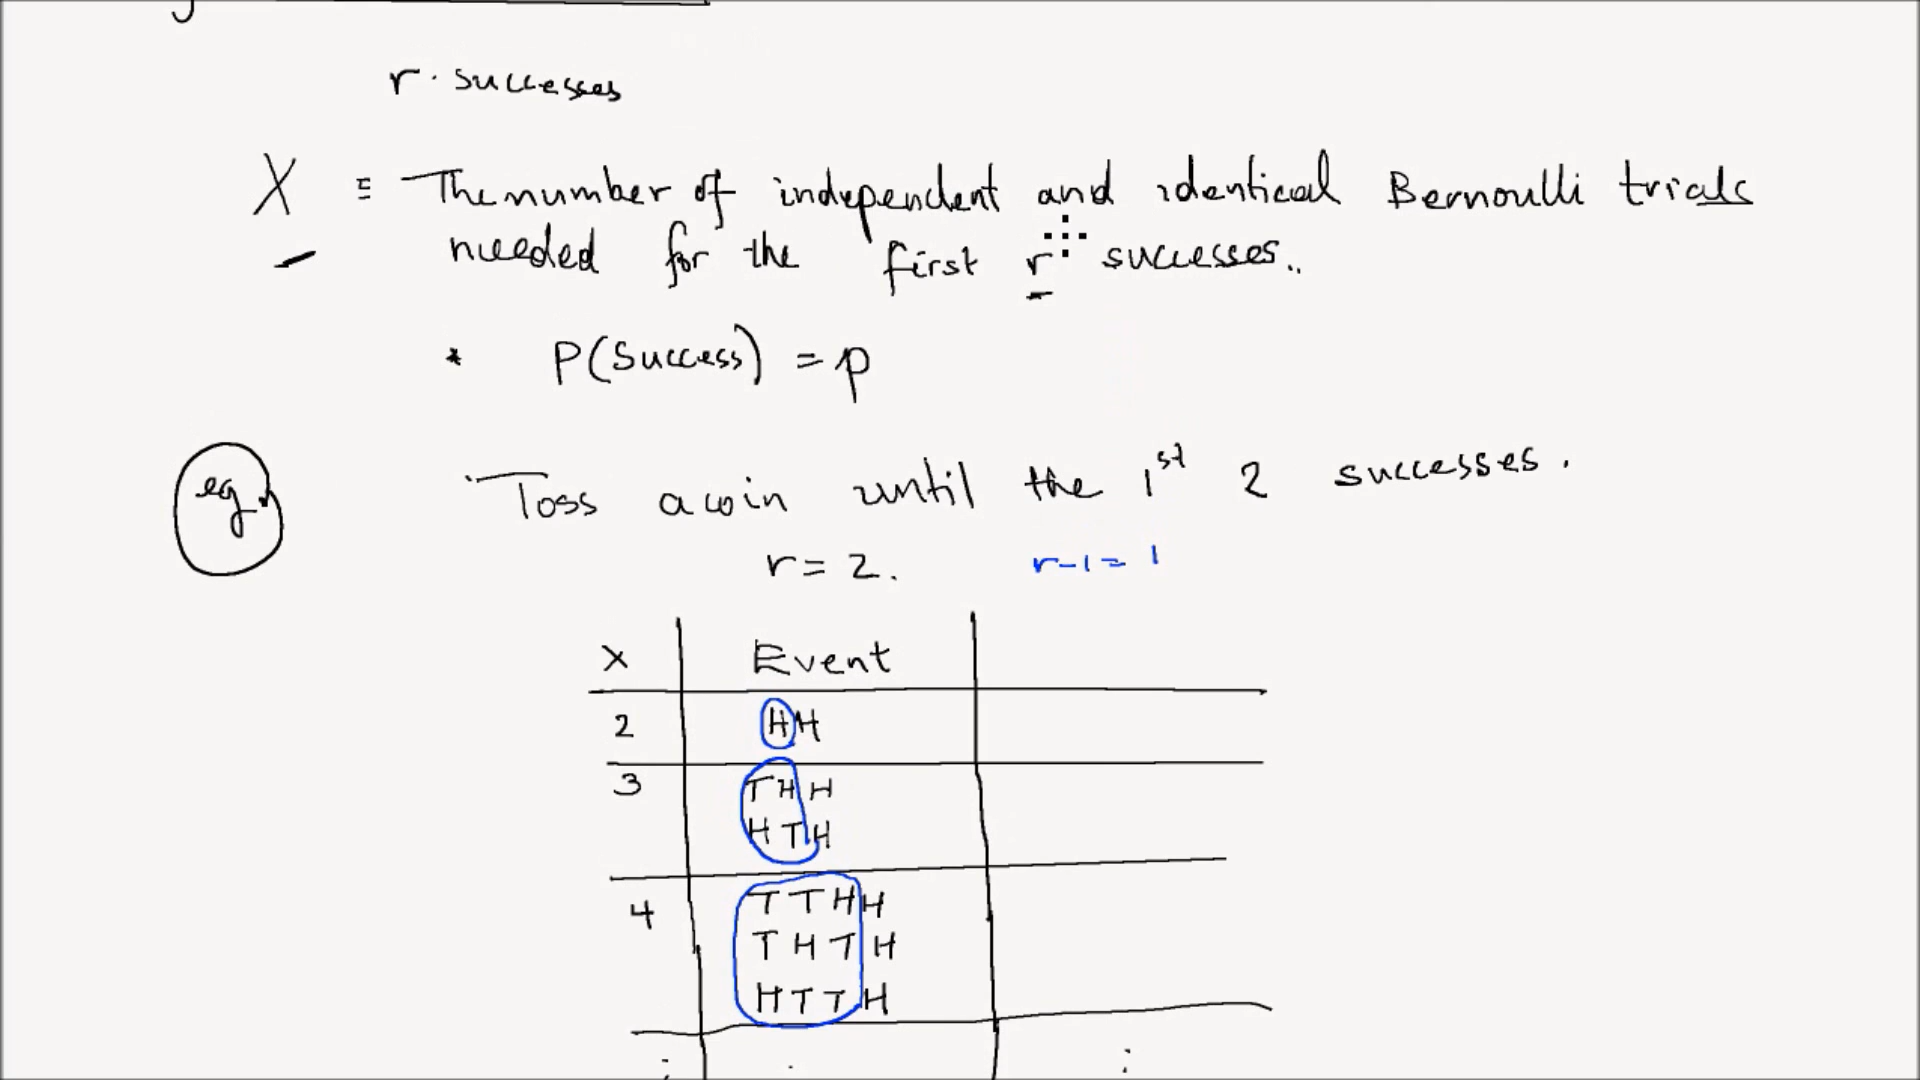 r. successes
X ≡ The number of independent and identical Bernoulli trials
needed for the first r successes..
* P(Success) = p
eg.
Toss a coin until the 1st 2 successes.
r = 2. r-1 = 1
X Event
2 HH
3 THH
HTH
4 TTHH
THTH
HTTH